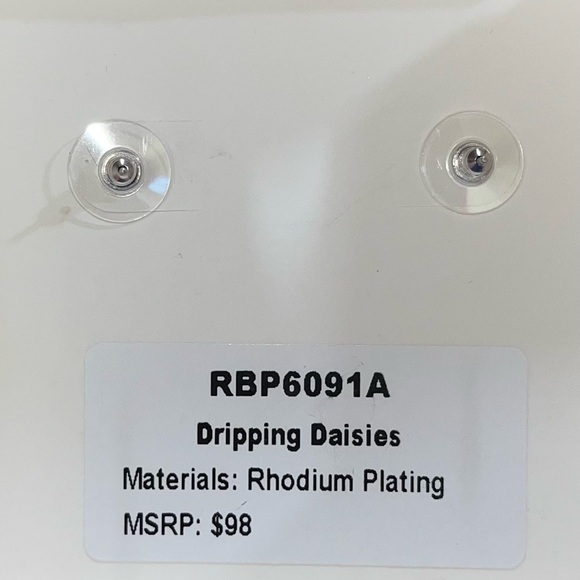 RBP6091A
Dripping Daisies
Materials: Rhodium Plating
MSRP: $98